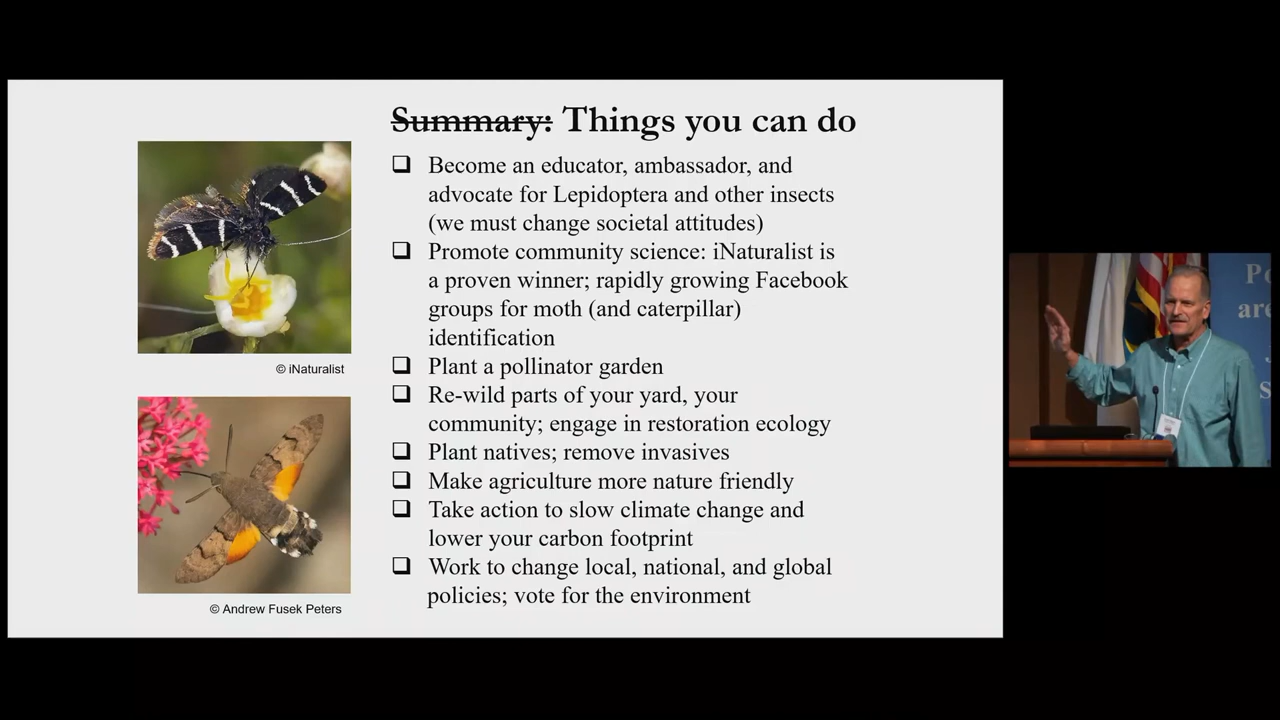 Summary: Things you can do
❑ Become an educator, ambassador, and
advocate for Lepidoptera and other insects
(we must change societal attitudes)
❑ Promote community science: iNaturalist is
a proven winner; rapidly growing Facebook
groups for moth (and caterpillar)
identification
❑ Plant a pollinator garden
❑ Re-wild parts of your yard, your
community; engage in restoration ecology
❑ Plant natives; remove invasives
❑ Make agriculture more nature friendly
❑ Take action to slow climate change and
lower your carbon footprint
❑ Work to change local, national, and global
policies; vote for the environment
© iNaturalist
© Andrew Fusek Peters